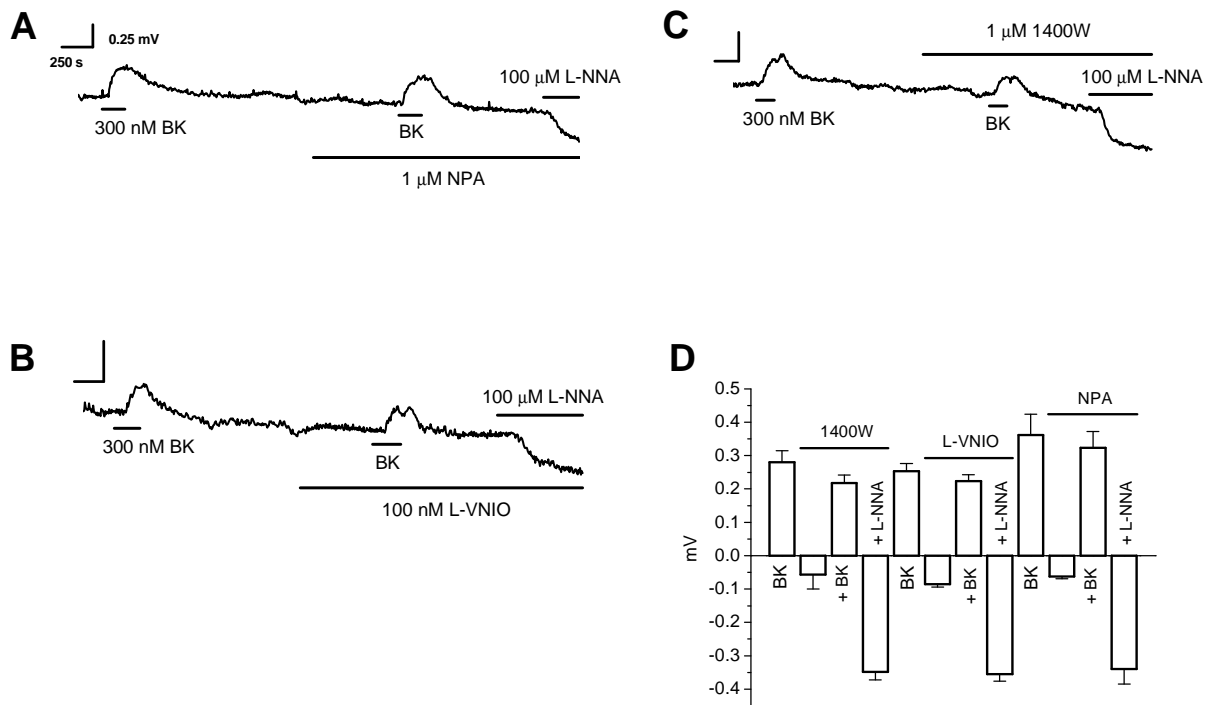 A
0.25 mV
250 s
100 μM L-NNA
300 nM BK
BK
1 μM NPA
B
100 μM L-NNA
300 nM BK
BK
100 nM L-VNIO
C
1 μM 1400W
100 μM L-NNA
300 nM BK
BK
D
mV
0.5
0.4
0.3
0.2
0.1
0.0
-0.1
-0.2
-0.3
-0.4
1400W
L-VNIO
NPA
BK
+ BK
+ L-NNA
BK
+ BK
+ L-NNA
BK
+ BK
+ L-NNA